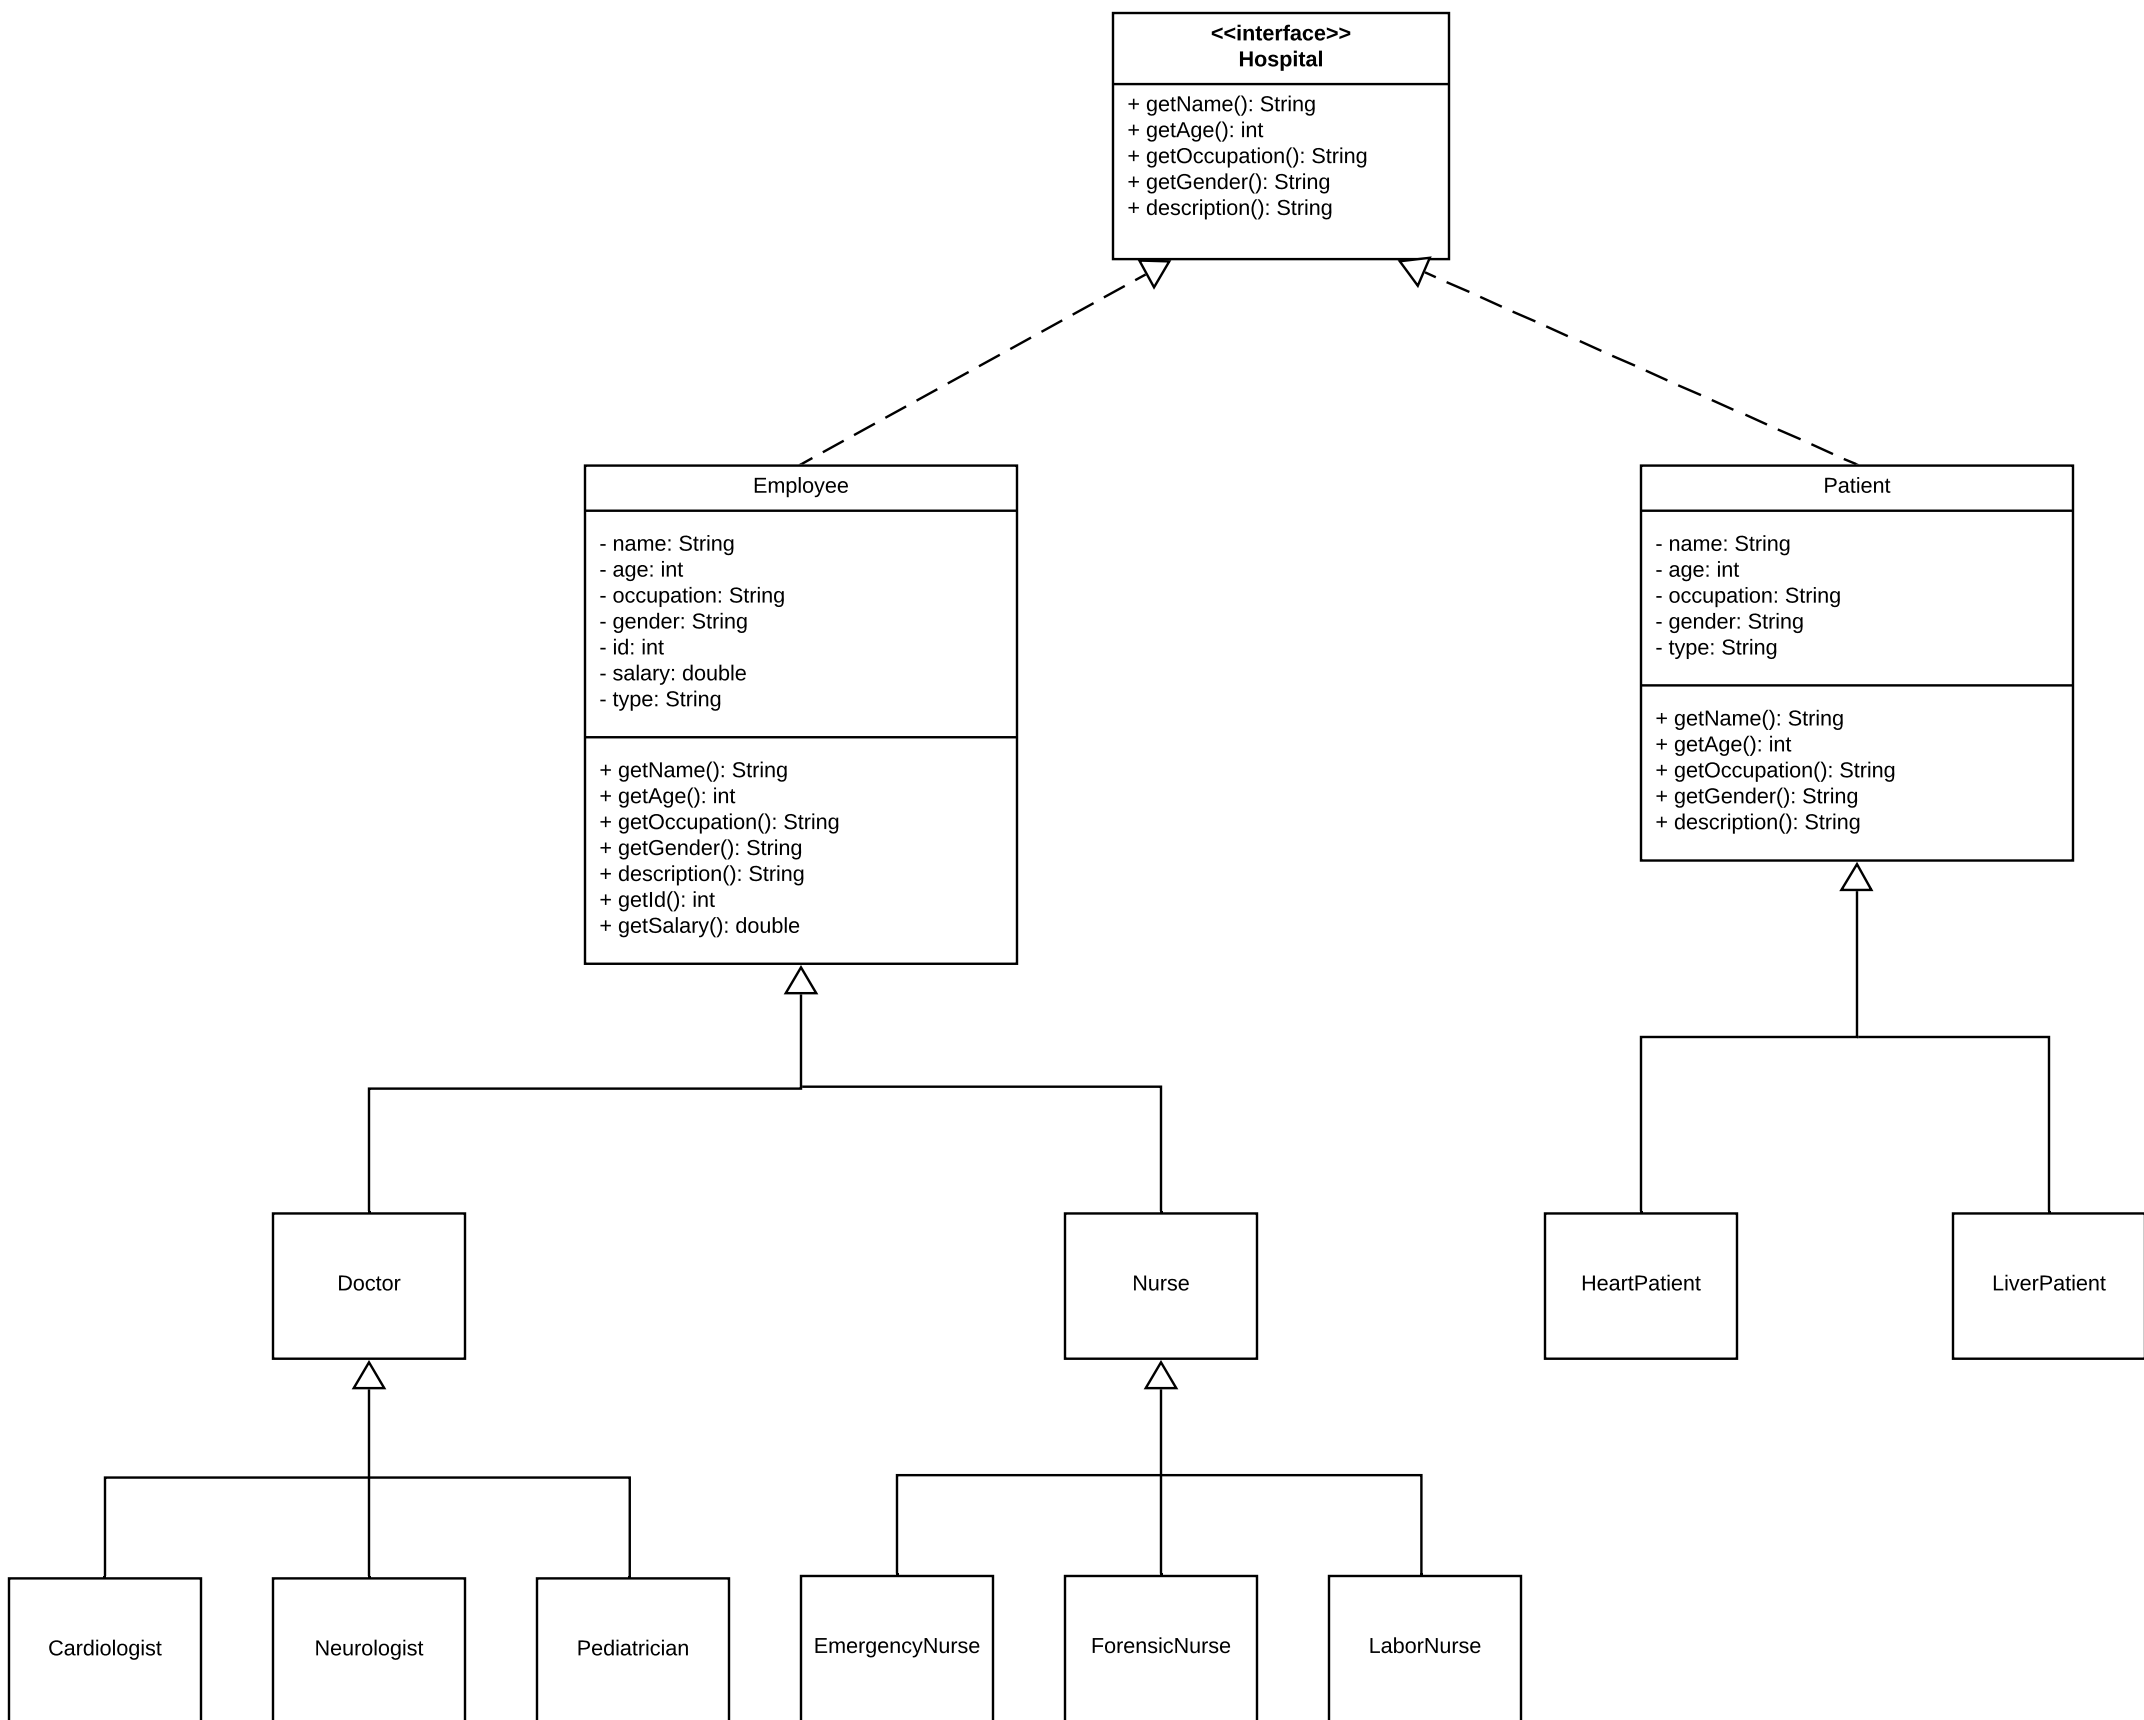 <<interface>>
Hospital
+ getName(): String
+ getAge(): int
+ getOccupation(): String
+ getGender(): String
+ description(): String
Employee
- name: String
- age: int
- occupation: String
- gender: String
- id: int
- salary: double
- type: String
+ getName(): String
+ getAge(): int
+ getOccupation(): String
+ getGender(): String
+ description(): String
+ getId(): int
+ getSalary(): double
Patient
- name: String
- age: int
- occupation: String
- gender: String
- type: String
+ getName(): String
+ getAge(): int
+ getOccupation(): String
+ getGender(): String
+ description(): String
Doctor
Nurse
HeartPatient
LiverPatient
Cardiologist
Neurologist
Pediatrician
EmergencyNurse
ForensicNurse
LaborNurse